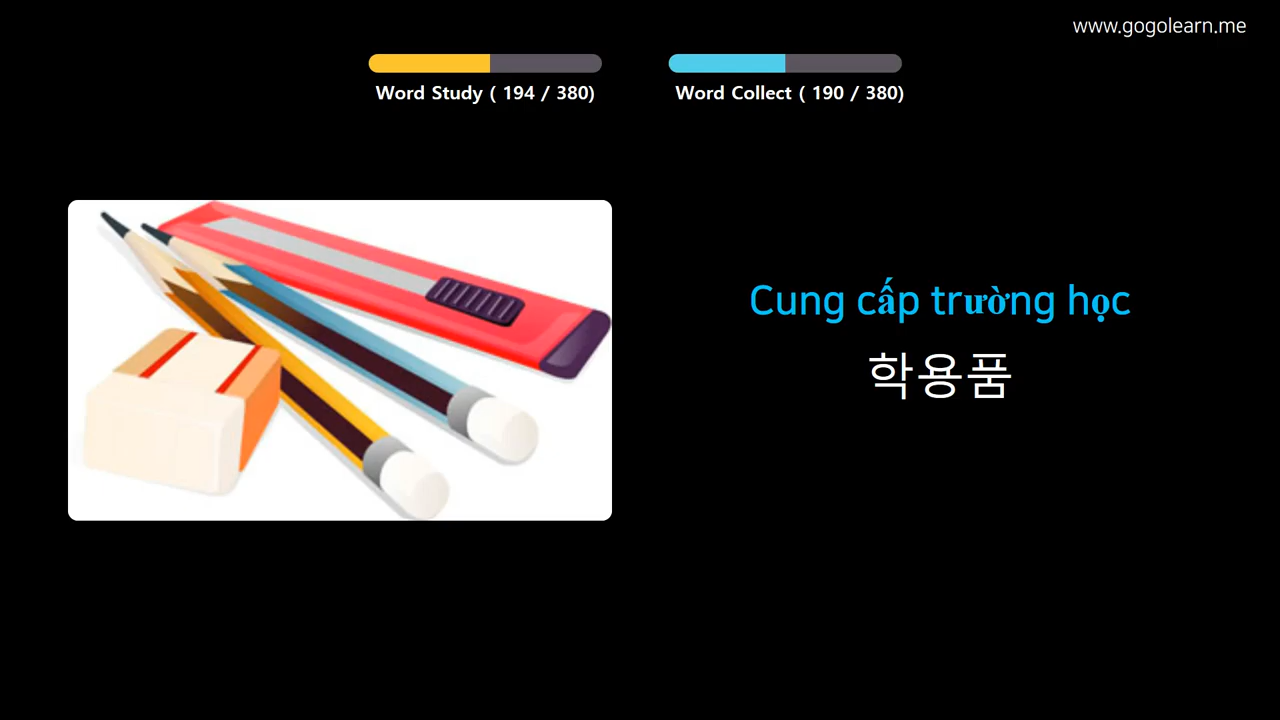 www.gogolearn.me
Word Study ( 194 / 380)
Word Collect ( 190 / 380)
Cung cấp trường học
학용품